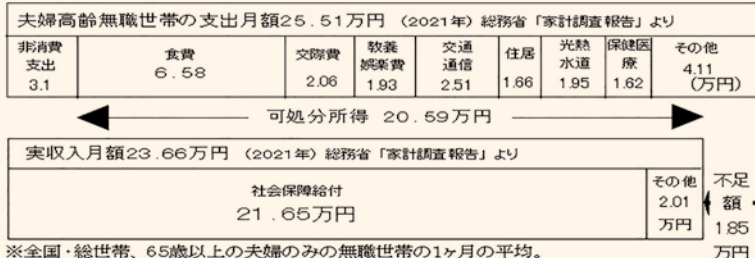 夫婦高齢無職世帯の支出月額25.51万円 （2021年）総務省「家計調査報告」より
非消費
支出
3.1
食費
6.58
交際費
2.06
教養
娯楽費
1.93
交通
通信
2.51
住居
1.66
光熱
水道
1.95
保健医
療
1.62
その他
4.11
(万円)
可処分所得 20.59万円
実収入月額23.66万円 （2021年）総務省「家計調査報告」より
社会保障給付
21.65万円
その他
2.01
万円
不足
額・
1.85
万円
※全国・総世帯、65歳以上の夫婦のみの無職世帯の1ヶ月の平均。